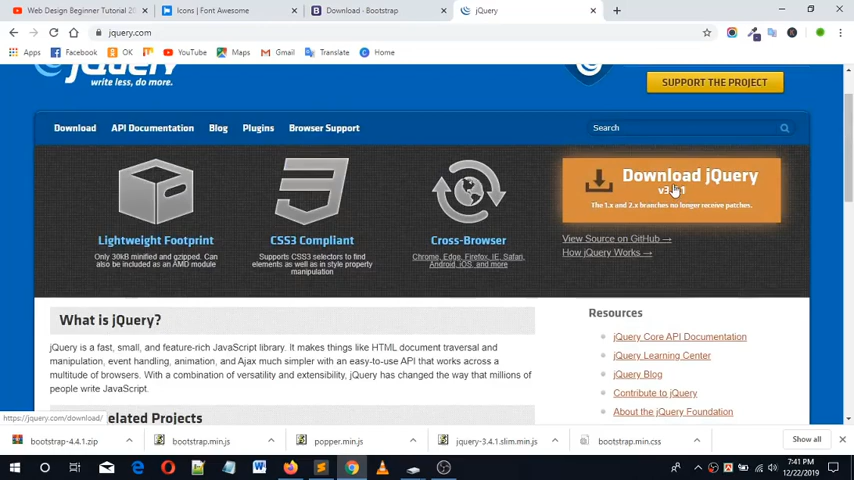 Web Design Beginner Tutorial 20
Icons | Font Awesome
Download · Bootstrap
jQuery
jquery.com
Apps
Facebook
OK
YouTube
Maps
Gmail
Translate
Home
jQuery
write less, do more.
SUPPORT THE PROJECT
Download
API Documentation
Blog
Plugins
Browser Support
Search
Lightweight Footprint
Only 30kB minified and gzipped. Can
also be included as an AMD module
CSS3 Compliant
Supports CSS3 selectors to find
elements as well as in style property
manipulation
Cross-Browser
Chrome, Edge, Firefox, IE, Safari,
Android, iOS, and more
Download jQuery
The 1.x and 2.x branches no longer receive patches.
View Source on GitHub →
How jQuery Works →
What is jQuery?
jQuery is a fast, small, and feature-rich JavaScript library. It makes things like HTML document traversal and
manipulation, event handling, animation, and Ajax much simpler with an easy-to-use API that works across a
multitude of browsers. With a combination of versatility and extensibility, jQuery has changed the way that millions of
people write JavaScript.
Related Projects
Resources
jQuery Core API Documentation
jQuery Learning Center
jQuery Blog
Contribute to jQuery
About the jQuery Foundation
https://jquery.com/download/
bootstrap-4.4.1.zip
bootstrap.min.js
popper.min.js
jquery-3.4.1.slim.min.js
bootstrap.min.css
Show all
7:41 PM
12/22/2019